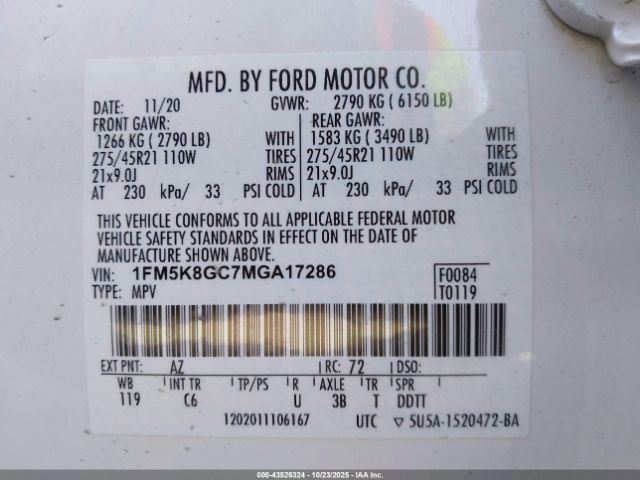 MFD. BY FORD MOTOR CO.
DATE: 11/20 GVWR: 2790 KG ( 6150 LB)
FRONT GAWR: REAR GAWR:
1266 KG ( 2790 LB) WITH 1583 KG ( 3490 LB) WITH
275/45R21 110W TIRES 275/45R21 110W TIRES
21x9.0J RIMS 21x9.0J RIMS
AT 230 kPa/ 33 PSI COLD AT 230 kPa/ 33 PSI COLD
THIS VEHICLE CONFORMS TO ALL APPLICABLE FEDERAL MOTOR
VEHICLE SAFETY STANDARDS IN EFFECT ON THE DATE OF
MANUFACTURE SHOWN ABOVE.
VIN: 1FM5K8GC7MGA17286 F0084
TYPE: MPV T0119
EXT PNT: AZ RC: 72 DSO:
WB INT TR TP/PS R AXLE TR SPR
119 C6 U 3B T DDTT
1202011106167 UTC ▽ 5U5A-1520472-BA
000-43526324 | 10/23/2025 | IAA Inc.